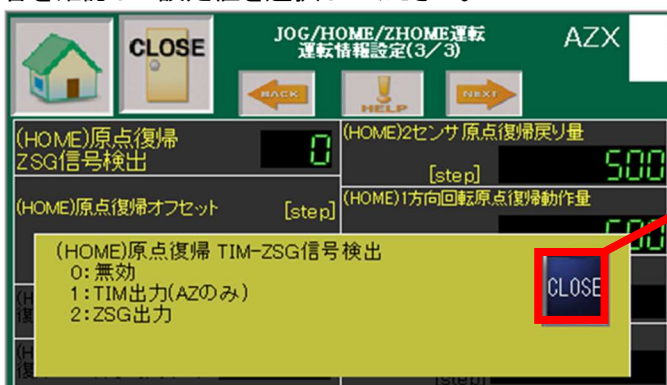 CLOSE
JOG/HOME/ZHOME運転
運転情報設定(3/3)
AZX
BACK
HELP
NEXT
(HOME)原点復帰
ZSG信号検出
0
(HOME)2センサ原点復帰戻り量
[step]
500
(HOME)原点復帰オフセット
[step]
(HOME)1方向回転原点復帰動作量
(HOME)原点復帰 TIM-ZSG信号検出
0:無効
1:TIM出力(AZのみ)
2:ZSG出力
CLOSE
[step]